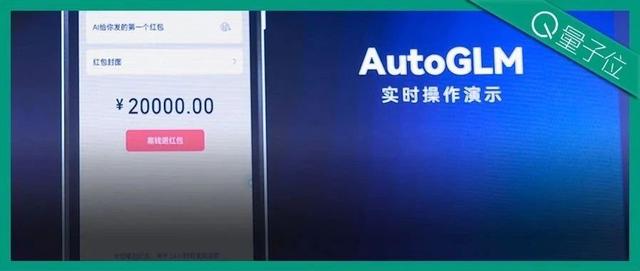 AI给你发的第一个红包
红包封面
¥20000.00
塞钱进红包
AutoGLM
实时操作演示
量子位